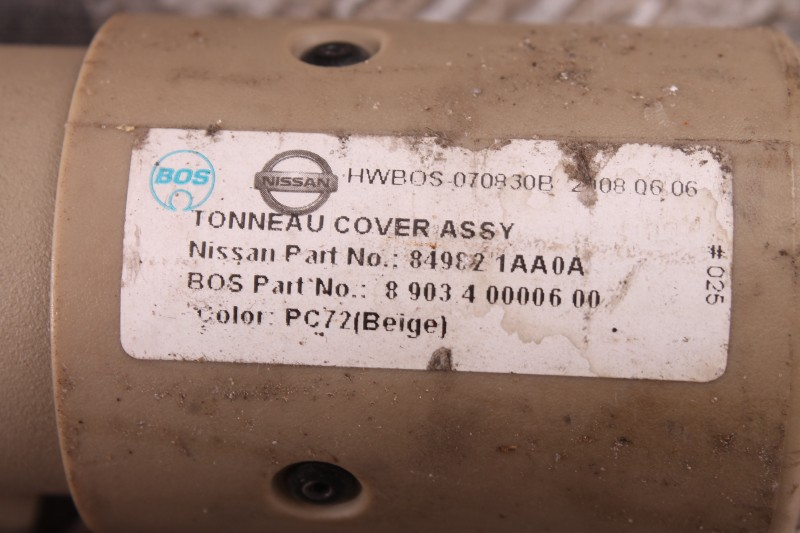 BOS
NISSAN
HWBOS-070830B 2008 06 06
TONNEAU COVER ASSY
Nissan Part No.: 84982 1AA0A
BOS Part No.: 8 903 4 00006 00
Color: PC72(Beige)
#025